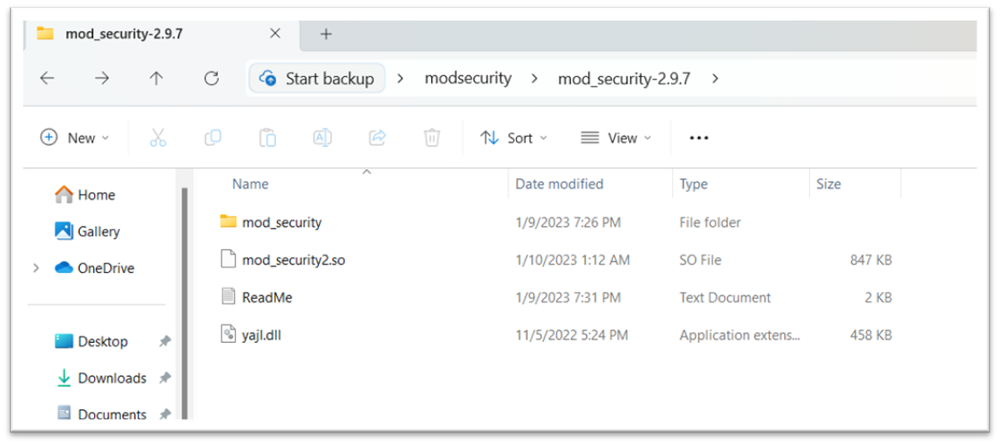 mod_security-2.9.7
Start backup > modsecurity > mod_security-2.9.7 >
New Sort View ...
Name Date modified Type Size
Home
Gallery
OneDrive
Desktop
Downloads
Documents
mod_security 1/9/2023 7:26 PM File folder
mod_security2.so 1/10/2023 1:12 AM SO File 847 KB
ReadMe 1/9/2023 7:31 PM Text Document 2 KB
yajl.dll 11/5/2022 5:24 PM Application extens... 458 KB